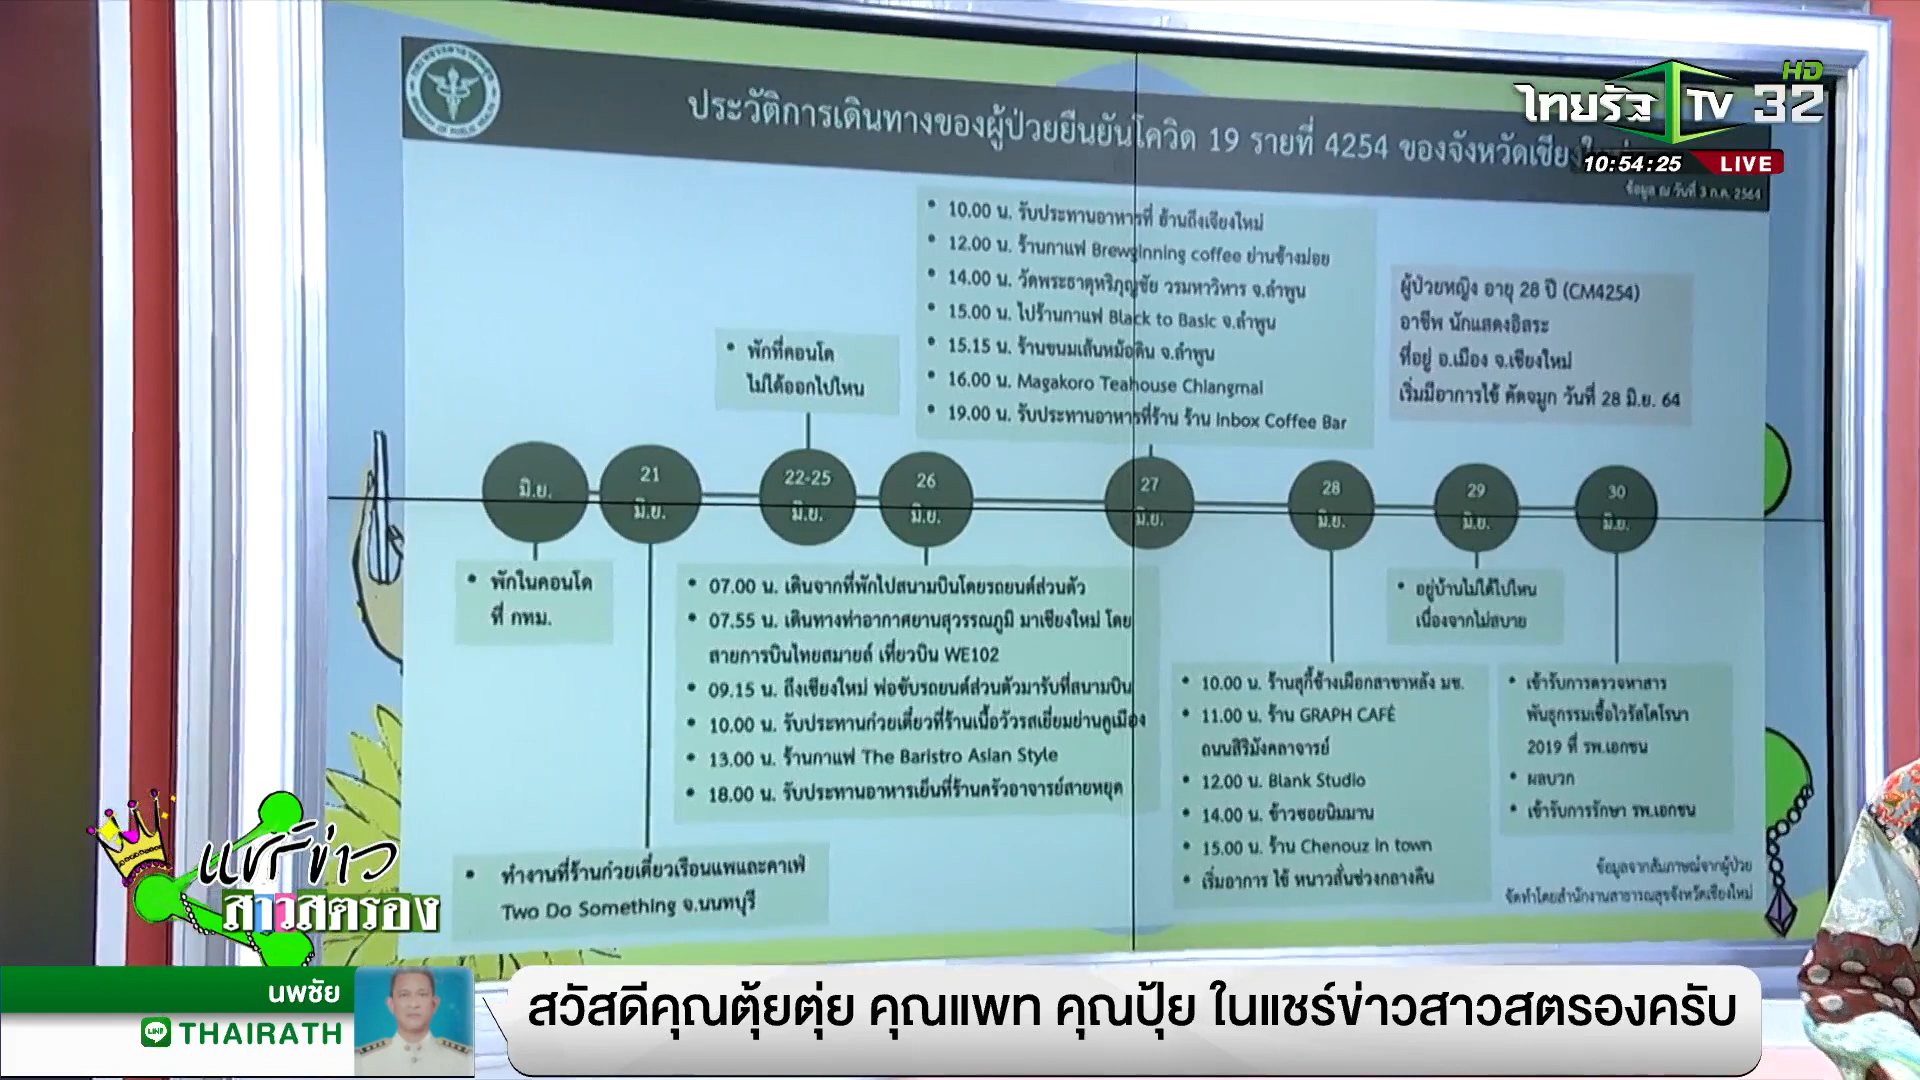 ไทยรัฐ TV 32 HD
10:54:25 LIVE
ประวัติการเดินทางของผู้ป่วยยืนยันโควิด 19 รายที่ 4254 ของจังหวัดเชียงใหม่
ข้อมูล ณ วันที่ 3 ก.ค. 2564
• 10.00 น. รับประทานอาหารที่ ฮ้านถึงเจียงใหม่
• 12.00 น. ร้านกาแฟ Brewginning coffee ย่านช้างม่อย
• 14.00 น. วัดพระธาตุหริภุญชัย วรมหาวิหาร จ.ลำพูน
• 15.00 น. ไปร้านกาแฟ Black to Basic จ.ลำพูน
• 15.15 น. ร้านขนมเส้นหม้อดิน จ.ลำพูน
• 16.00 น. Magakoro Teahouse Chiangmai
• 19.00 น. รับประทานอาหารที่ร้าน ร้าน Inbox Coffee Bar
ผู้ป่วยหญิง อายุ 28 ปี (CM4254)
อาชีพ นักแสดงอิสระ
ที่อยู่ อ.เมือง จ.เชียงใหม่
เริ่มมีอาการไข้ คัดจมูก วันที่ 28 มิ.ย. 64
• พักที่คอนโด
ไม่ได้ออกไปไหน
มิ.ย.
21 มิ.ย.
22-25 มิ.ย.
26 มิ.ย.
27 มิ.ย.
28 มิ.ย.
29 มิ.ย.
30 มิ.ย.
• พักในคอนโด
ที่ กทม.
• 07.00 น. เดินจากที่พักไปสนามบินโดยรถยนต์ส่วนตัว
• 07.55 น. เดินทางท่าอากาศยานสุวรรณภูมิ มาเชียงใหม่ โดย
สายการบินไทยสมายล์ เที่ยวบิน WE102
• 09.15 น. ถึงเชียงใหม่ พ่อขับรถยนต์ส่วนตัวมารับที่สนามบิน
• 10.00 น. รับประทานก๋วยเตี๋ยวที่ร้านเนื้อวัวรสเยี่ยมย่านคูเมือง
• 13.00 น. ร้านกาแฟ The Baristro Asian Style
• 18.00 น. รับประทานอาหารเย็นที่ร้านครัวอาจารย์สายหยุด
• อยู่บ้านไม่ได้ไปไหน
เนื่องจากไม่สบาย
• 10.00 น. ร้านสุกี้ช้างเผือกสาขาหลัง มช.
• 11.00 น. ร้าน GRAPH CAFÉ
ถนนสิริมังคลาจารย์
• 12.00 น. Blank Studio
• 14.00 น. ข้าวซอยนิมมาน
• 15.00 น. ร้าน Chenouz in town
• เริ่มอาการ ไข้ หนาวสั่นช่วงกลางคืน
• เข้ารับการตรวจหาสาร
พันธุกรรมเชื้อไวรัสโคโรนา
2019 ที่ รพ.เอกชน
• ผลบวก
• เข้ารับการรักษา รพ.เอกชน
• ทำงานที่ร้านก๋วยเตี๋ยวเรือนแพและคาเฟ่
Two Do Something จ.นนทบุรี
ข้อมูลจากสัมภาษณ์จากผู้ป่วย
จัดทำโดยสำนักงานสาธารณสุขจังหวัดเชียงใหม่
แชร์ข่าว
สาวสตรอง
นพชัย
LINE THAIRATH
สวัสดีคุณตุ้ยตุ่ย คุณแพท คุณปุ้ย ในแชร์ข่าวสาวสตรองครับ